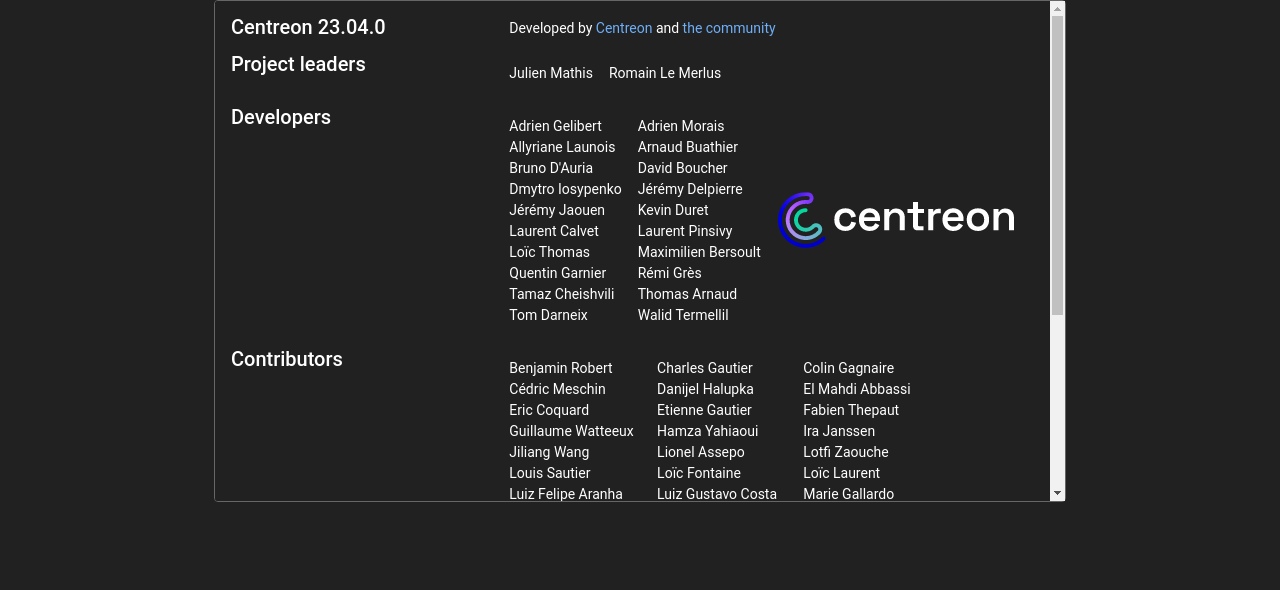 Centreon 23.04.0
Developed by Centreon and the community
Project leaders
Julien Mathis Romain Le Merlus
Developers
Adrien Gelibert Adrien Morais
Allyriane Launois Arnaud Buathier
Bruno D'Auria David Boucher
Dmytro Iosypenko Jérémy Delpierre
Jérémy Jaouen Kevin Duret
centreon
Laurent Calvet Laurent Pinsivy
Loïc Thomas Maximilien Bersoult
Quentin Garnier Rémi Grès
Tamaz Cheishvili Thomas Arnaud
Tom Darneix Walid Termellil
Contributors
Benjamin Robert Charles Gautier Colin Gagnaire
Cédric Meschin Danijel Halupka El Mahdi Abbassi
Eric Coquard Etienne Gautier Fabien Thepaut
Guillaume Watteeux Hamza Yahiaoui Ira Janssen
Jiliang Wang Lionel Assepo Lotfi Zaouche
Louis Sautier Loïc Fontaine Loïc Laurent
Luiz Felipe Aranha Luiz Gustavo Costa Marie Gallardo